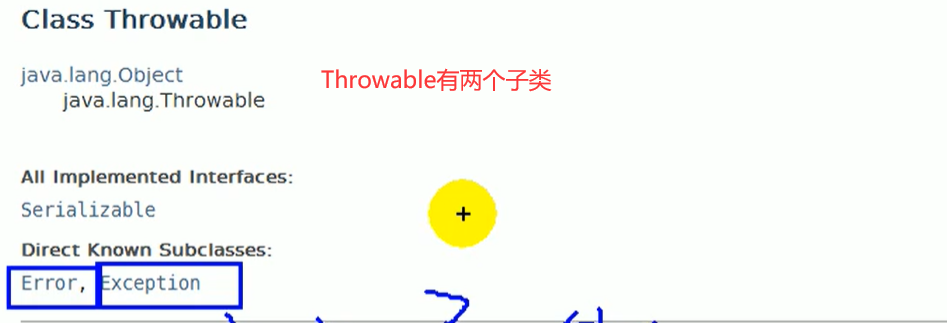 Class Throwable
java.lang.Object
java.lang.Throwable
Throwable有两个子类
All Implemented Interfaces:
Serializable
Direct Known Subclasses:
Error, Exception